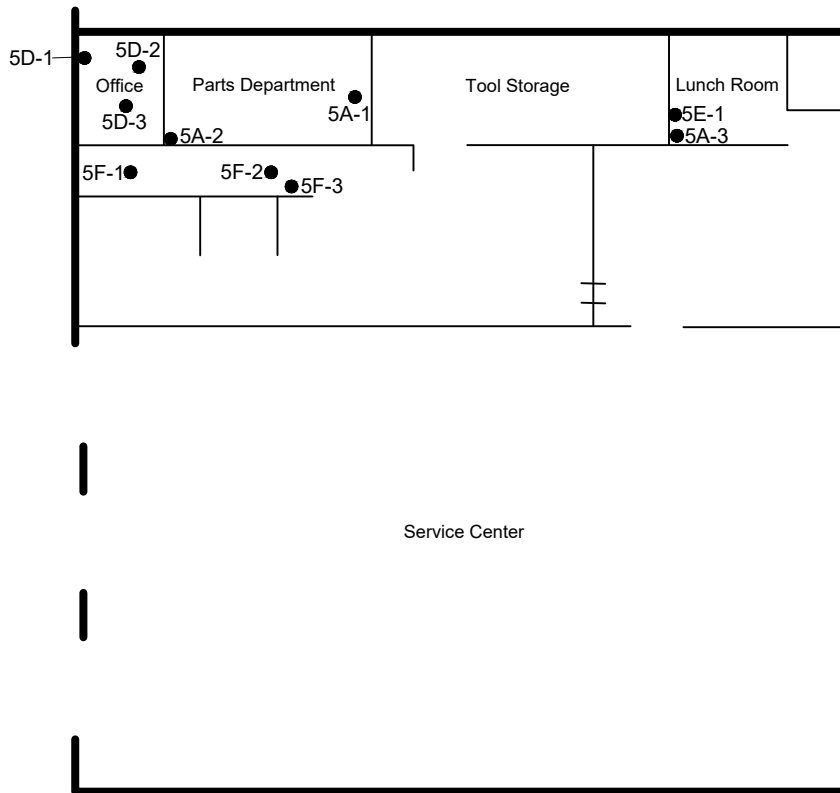 5D-1
5D-2
Office
5D-3
Parts Department
5A-1
5A-2
Tool Storage
Lunch Room
5E-1
5A-3
5F-1
5F-2
5F-3
Service Center